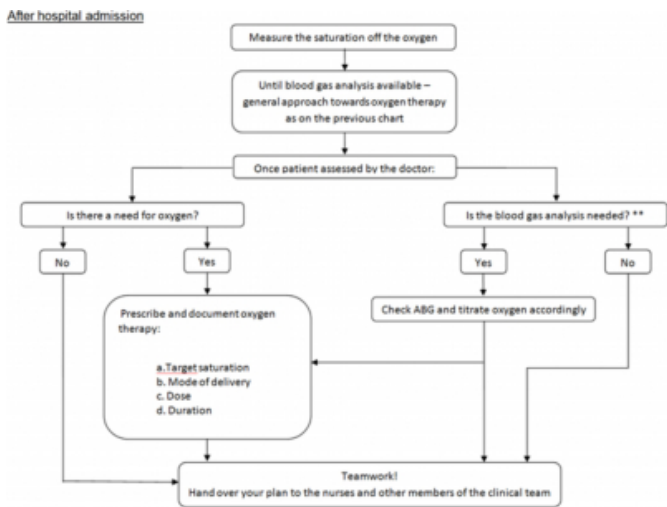 After hospital admission
Measure the saturation off the oxygen
Until blood gas analysis available –
general approach towards oxygen therapy
as on the previous chart
Once patient assessed by the doctor:
Is there a need for oxygen?
Is the blood gas analysis needed? **
No
Yes
Yes
No
Prescribe and document oxygen
therapy:
a.Target saturation
b. Mode of delivery
c. Dose
d. Duration
Check ABG and titrate oxygen accordingly
Teamwork!
Hand over your plan to the nurses and other members of the clinical team